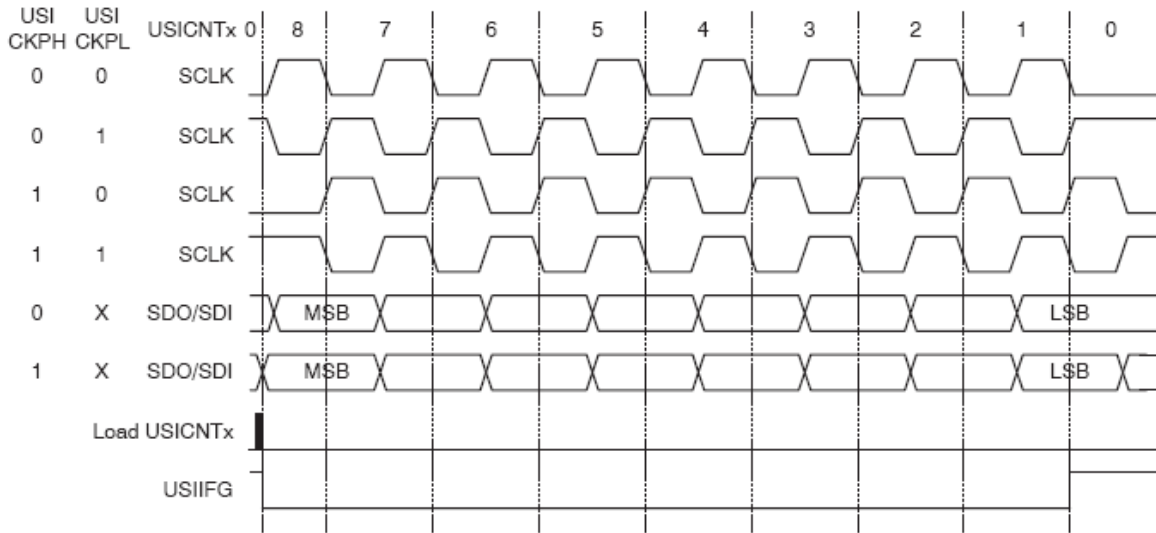 USI USI
CKPH CKPL USICNTx 0 8 7 6 5 4 3 2 1 0
0 0 SCLK
0 1 SCLK
1 0 SCLK
1 1 SCLK
0 X SDO/SDI MSB LSB
1 X SDO/SDI MSB LSB
Load USICNTx
USIIFG